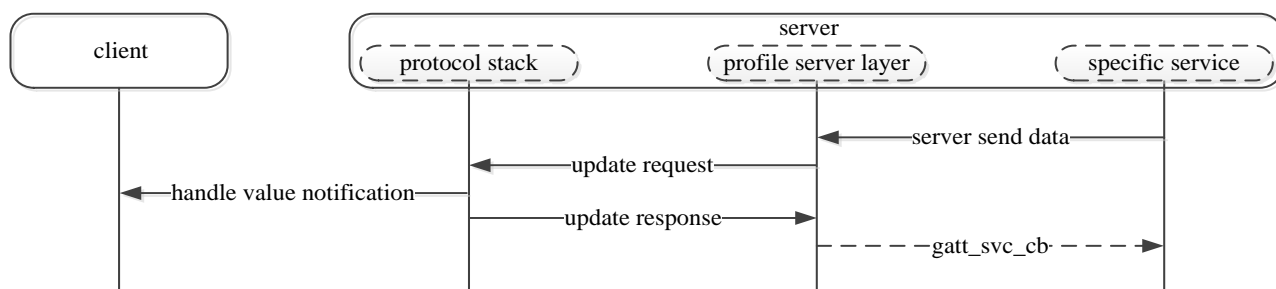 client
server
protocol stack
profile server layer
specific service
server send data
update request
handle value notification
update response
gatt_svc_cb